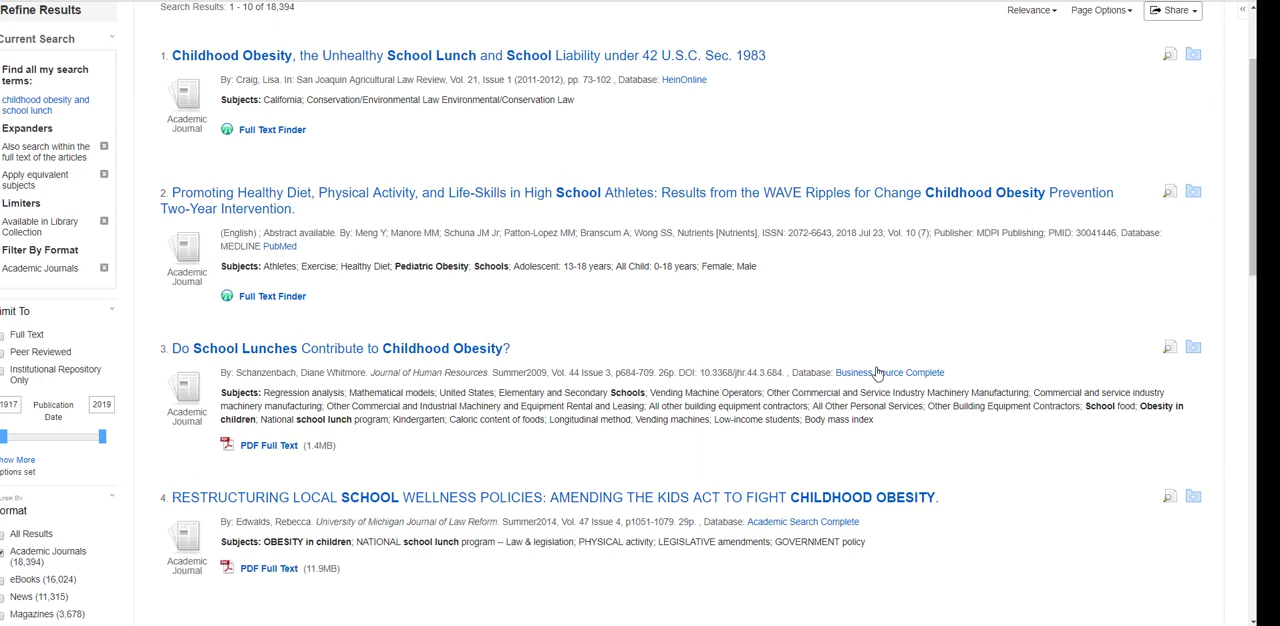 Refine Results
Search Results: 1 - 10 of 18,394
Relevance
Page Options
Share
Current Search
Find all my search
terms:
childhood obesity and
school lunch
Expanders
Also search within the
full text of the articles
Apply equivalent
subjects
Limiters
Available in Library
Collection
Filter By Format
Academic Journals
imit To
Full Text
Peer Reviewed
Institutional Repository
Only
1917 Publication 2019
Date
how More
ptions set
ormat
All Results
Academic Journals
(18,394)
eBooks (16,024)
News (11,315)
Magazines (3,678)
1. Childhood Obesity, the Unhealthy School Lunch and School Liability under 42 U.S.C. Sec. 1983
By: Craig, Lisa. In: San Joaquin Agricultural Law Review, Vol. 21, Issue 1 (2011-2012), pp. 73-102 , Database: HeinOnline
Subjects: California; Conservation/Environmental Law Environmental/Conservation Law
Academic
Journal
Full Text Finder
2. Promoting Healthy Diet, Physical Activity, and Life-Skills in High School Athletes: Results from the WAVE Ripples for Change Childhood Obesity Prevention
Two-Year Intervention.
(English) ; Abstract available. By: Meng Y; Manore MM; Schuna JM Jr; Patton-Lopez MM; Branscum A; Wong SS, Nutrients [Nutrients], ISSN: 2072-6643, 2018 Jul 23; Vol. 10 (7); Publisher: MDPI Publishing; PMID: 30041446, Database:
MEDLINE PubMed
Subjects: Athletes; Exercise; Healthy Diet; Pediatric Obesity; Schools; Adolescent: 13-18 years; All Child: 0-18 years; Female; Male
Academic
Journal
Full Text Finder
3. Do School Lunches Contribute to Childhood Obesity?
By: Schanzenbach, Diane Whitmore. Journal of Human Resources. Summer2009, Vol. 44 Issue 3, p684-709. 26p. DOI: 10.3368/jhr.44.3.684. , Database: Business Source Complete
Subjects: Regression analysis; Mathematical models; United States; Elementary and Secondary Schools; Vending Machine Operators; Other Commercial and Service Industry Machinery Manufacturing; Commercial and service industry
machinery manufacturing; Other Commercial and Industrial Machinery and Equipment Rental and Leasing; All other building equipment contractors; All Other Personal Services; Other Building Equipment Contractors; School food; Obesity in
children; National school lunch program; Kindergarten; Caloric content of foods; Longitudinal method; Vending machines; Low-income students; Body mass index
Academic
Journal
PDF Full Text (1.4MB)
4. RESTRUCTURING LOCAL SCHOOL WELLNESS POLICIES: AMENDING THE KIDS ACT TO FIGHT CHILDHOOD OBESITY.
By: Edwalds, Rebecca. University of Michigan Journal of Law Reform. Summer2014, Vol. 47 Issue 4, p1051-1079. 29p. , Database: Academic Search Complete
Subjects: OBESITY in children; NATIONAL school lunch program -- Law & legislation; PHYSICAL activity; LEGISLATIVE amendments; GOVERNMENT policy
Academic
Journal
PDF Full Text (11.9MB)